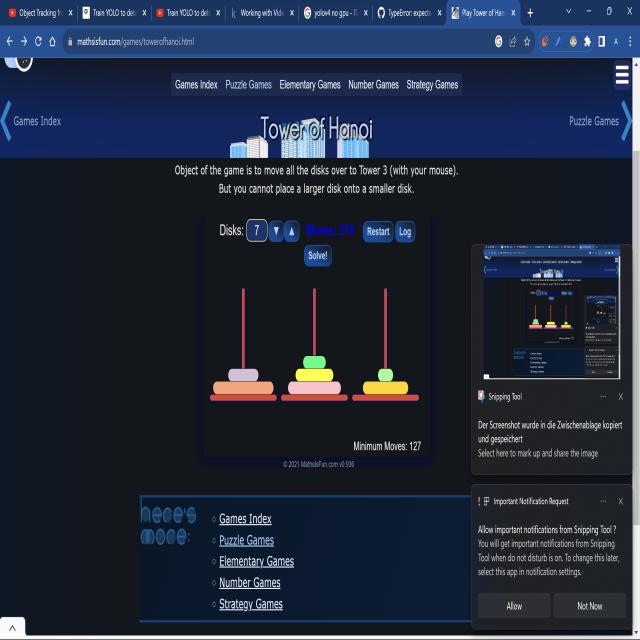 Object Tracking fr
Train YOLO to dete
Train YOLO to dete
Working with Vide
yolov4 no gpu - G
TypeError: expecte
Play Tower of Han
mathsisfun.com/games/towerofhanoi.html
Games Index Puzzle Games Elementary Games Number Games Strategy Games
Games Index
Tower of Hanoi
Puzzle Games
Object of the game is to move all the disks over to Tower 3 (with your mouse).
But you cannot place a larger disk onto a smaller disk.
Disks: 7 ▼ ▲ Restart Log
Solve!
Minimum Moves: 127
© 2021 MathsIsFun.com v0.936
Games Index
Puzzle Games
Elementary Games
Number Games
Strategy Games
Snipping Tool
Der Screenshot wurde in die Zwischenablage kopiert
und gespeichert
Select here to mark up and share the image
Important Notification Request
Allow important notifications from Snipping Tool ?
You will get important notifications from Snipping
Tool when do not disturb is on. To change this later,
select this app in notification settings.
Allow Not Now